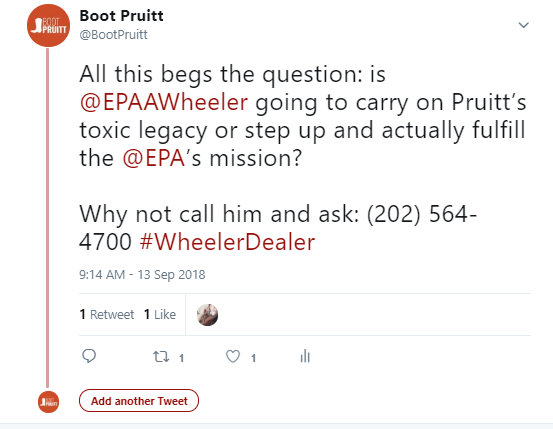 BOOT
PRUITT
Boot Pruitt
@BootPruitt
All this begs the question: is
@EPAAWheeler going to carry on Pruitt's
toxic legacy or step up and actually fulfill
the @EPA's mission?
Why not call him and ask: (202) 564-
4700 #WheelerDealer
9:14 AM - 13 Sep 2018
1 Retweet 1 Like
1 1
Add another Tweet